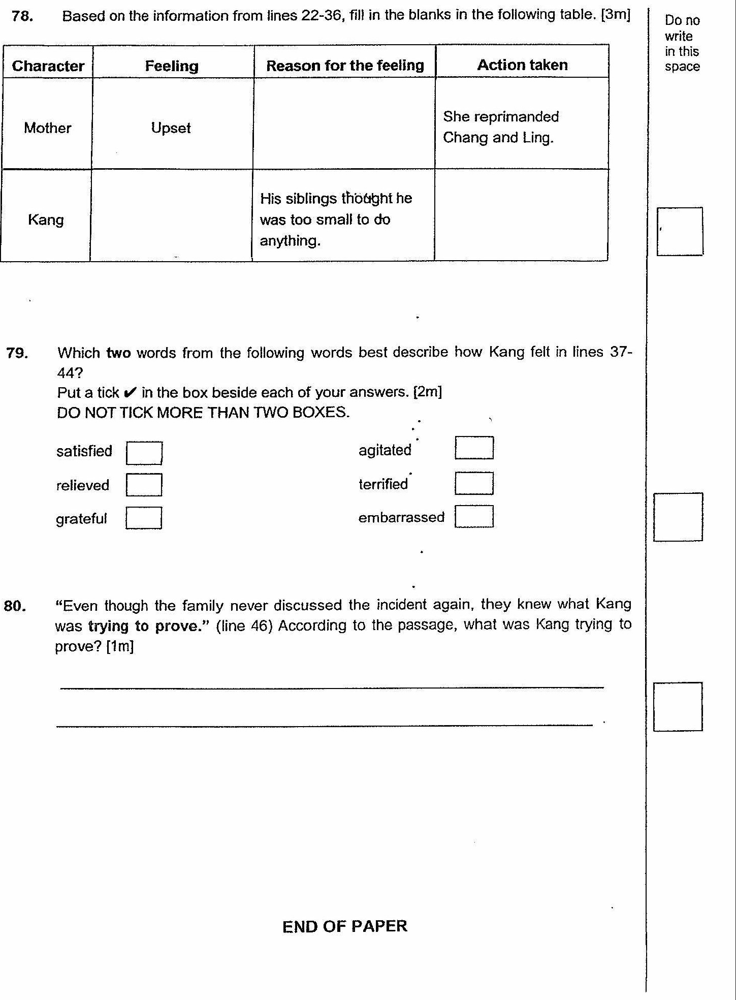 78. Based on the information from lines 22-36, fill in the blanks in the following table. [3m]
Do no
write
in this
space
Character Feeling Reason for the feeling Action taken
Mother Upset She reprimanded
Chang and Ling.
Kang His siblings thought he
was too small to do
anything.
79. Which two words from the following words best describe how Kang felt in lines 37-
44?
Put a tick ✔ in the box beside each of your answers. [2m]
DO NOT TICK MORE THAN TWO BOXES.
satisfied agitated
relieved terrified
grateful embarrassed
80. “Even though the family never discussed the incident again, they knew what Kang
was trying to prove.” (line 46) According to the passage, what was Kang trying to
prove? [1m]
END OF PAPER